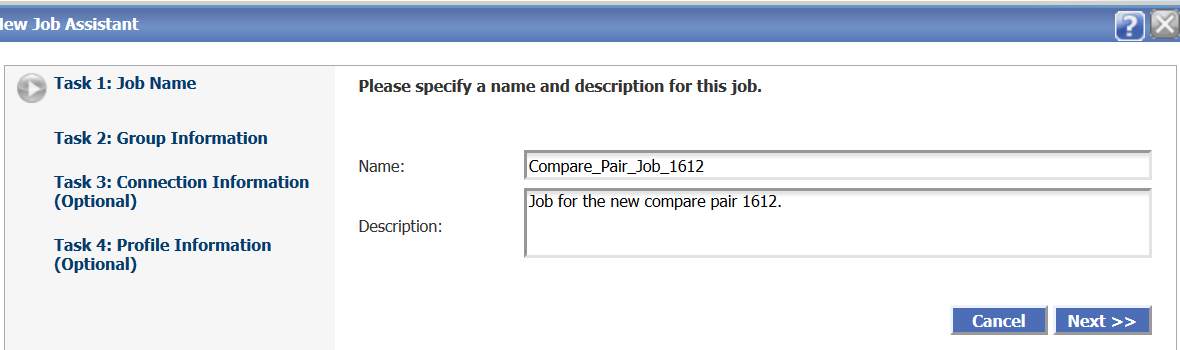 ew Job Assistant
?
Task 1: Job Name
Please specify a name and description for this job.
Task 2: Group Information
Name:
Compare_Pair_Job_1612
Task 3: Connection Information
(Optional)
Job for the new compare pair 1612.
Description:
Task 4: Profile Information
(Optional)
Cancel
Next >>